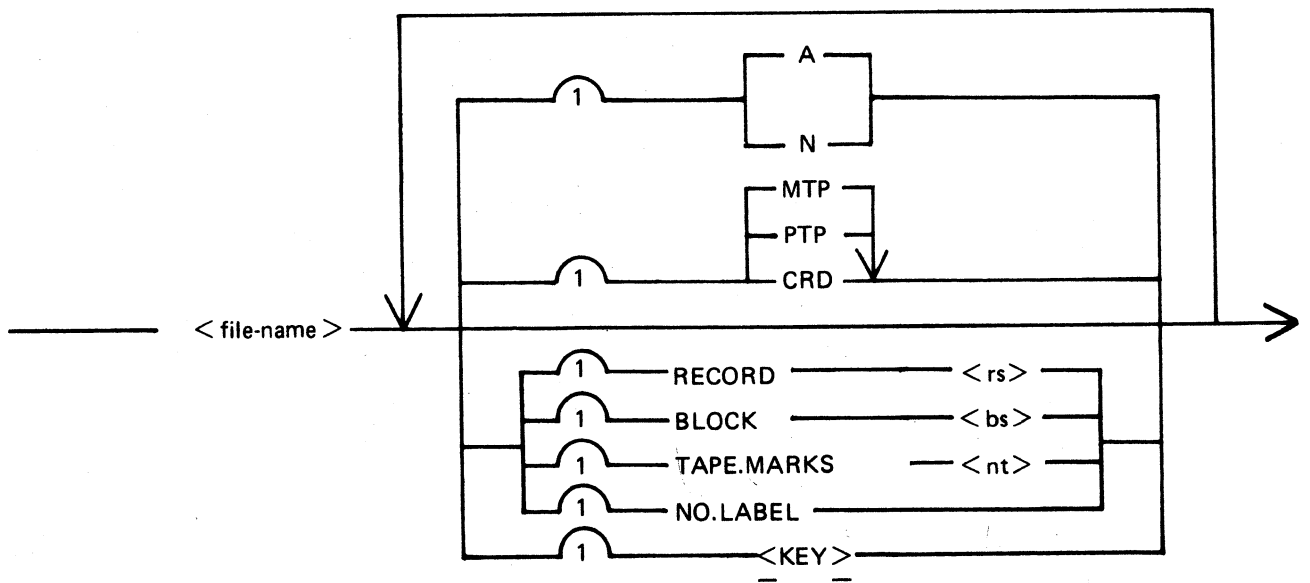 A
1
N
MTP
PTP
1 CRD
<file-name>
1 RECORD <rs>
1 BLOCK <bs>
1 TAPE.MARKS <nt>
1 NO.LABEL
1 <KEY>